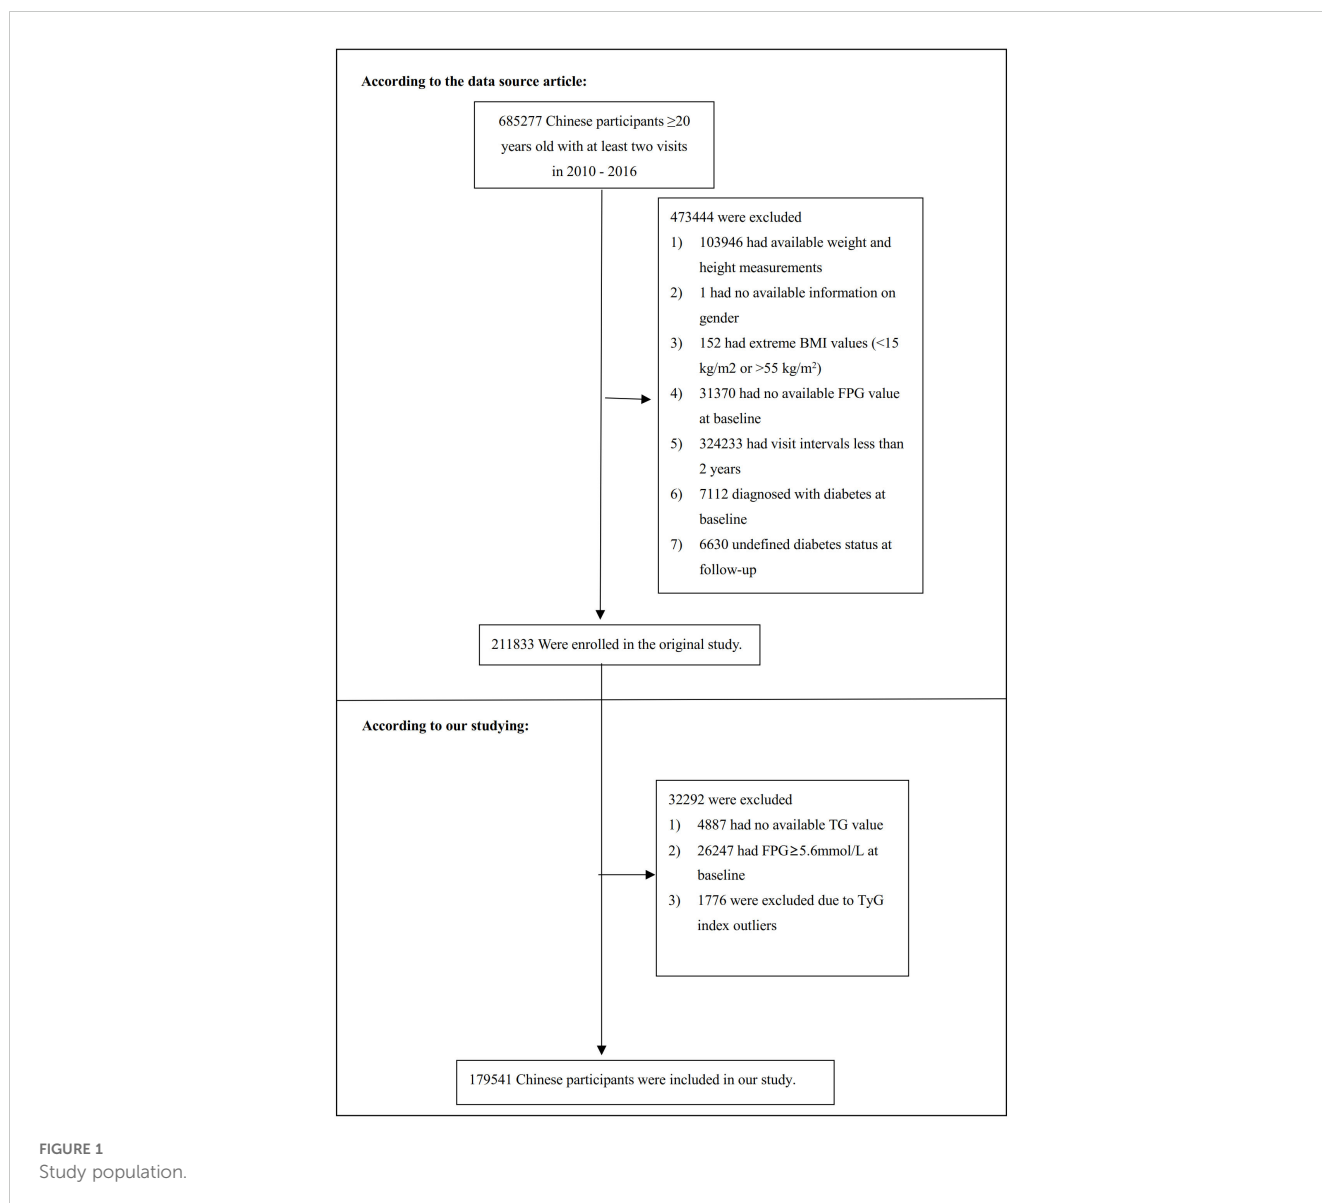 According to the data source article:
685277 Chinese participants ≥20
years old with at least two visits
in 2010 - 2016
473444 were excluded
1) 103946 had available weight and
height measurements
2) 1 had no available information on
gender
3) 152 had extreme BMI values (<15
kg/m2 or >55 kg/m²)
4) 31370 had no available FPG value
at baseline
5) 324233 had visit intervals less than
2 years
6) 7112 diagnosed with diabetes at
baseline
7) 6630 undefined diabetes status at
follow-up
211833 Were enrolled in the original study.
According to our studying:
32292 were excluded
1) 4887 had no available TG value
2) 26247 had FPG≥5.6mmol/L at
baseline
3) 1776 were excluded due to TyG
index outliers
179541 Chinese participants were included in our study.
FIGURE 1
Study population.